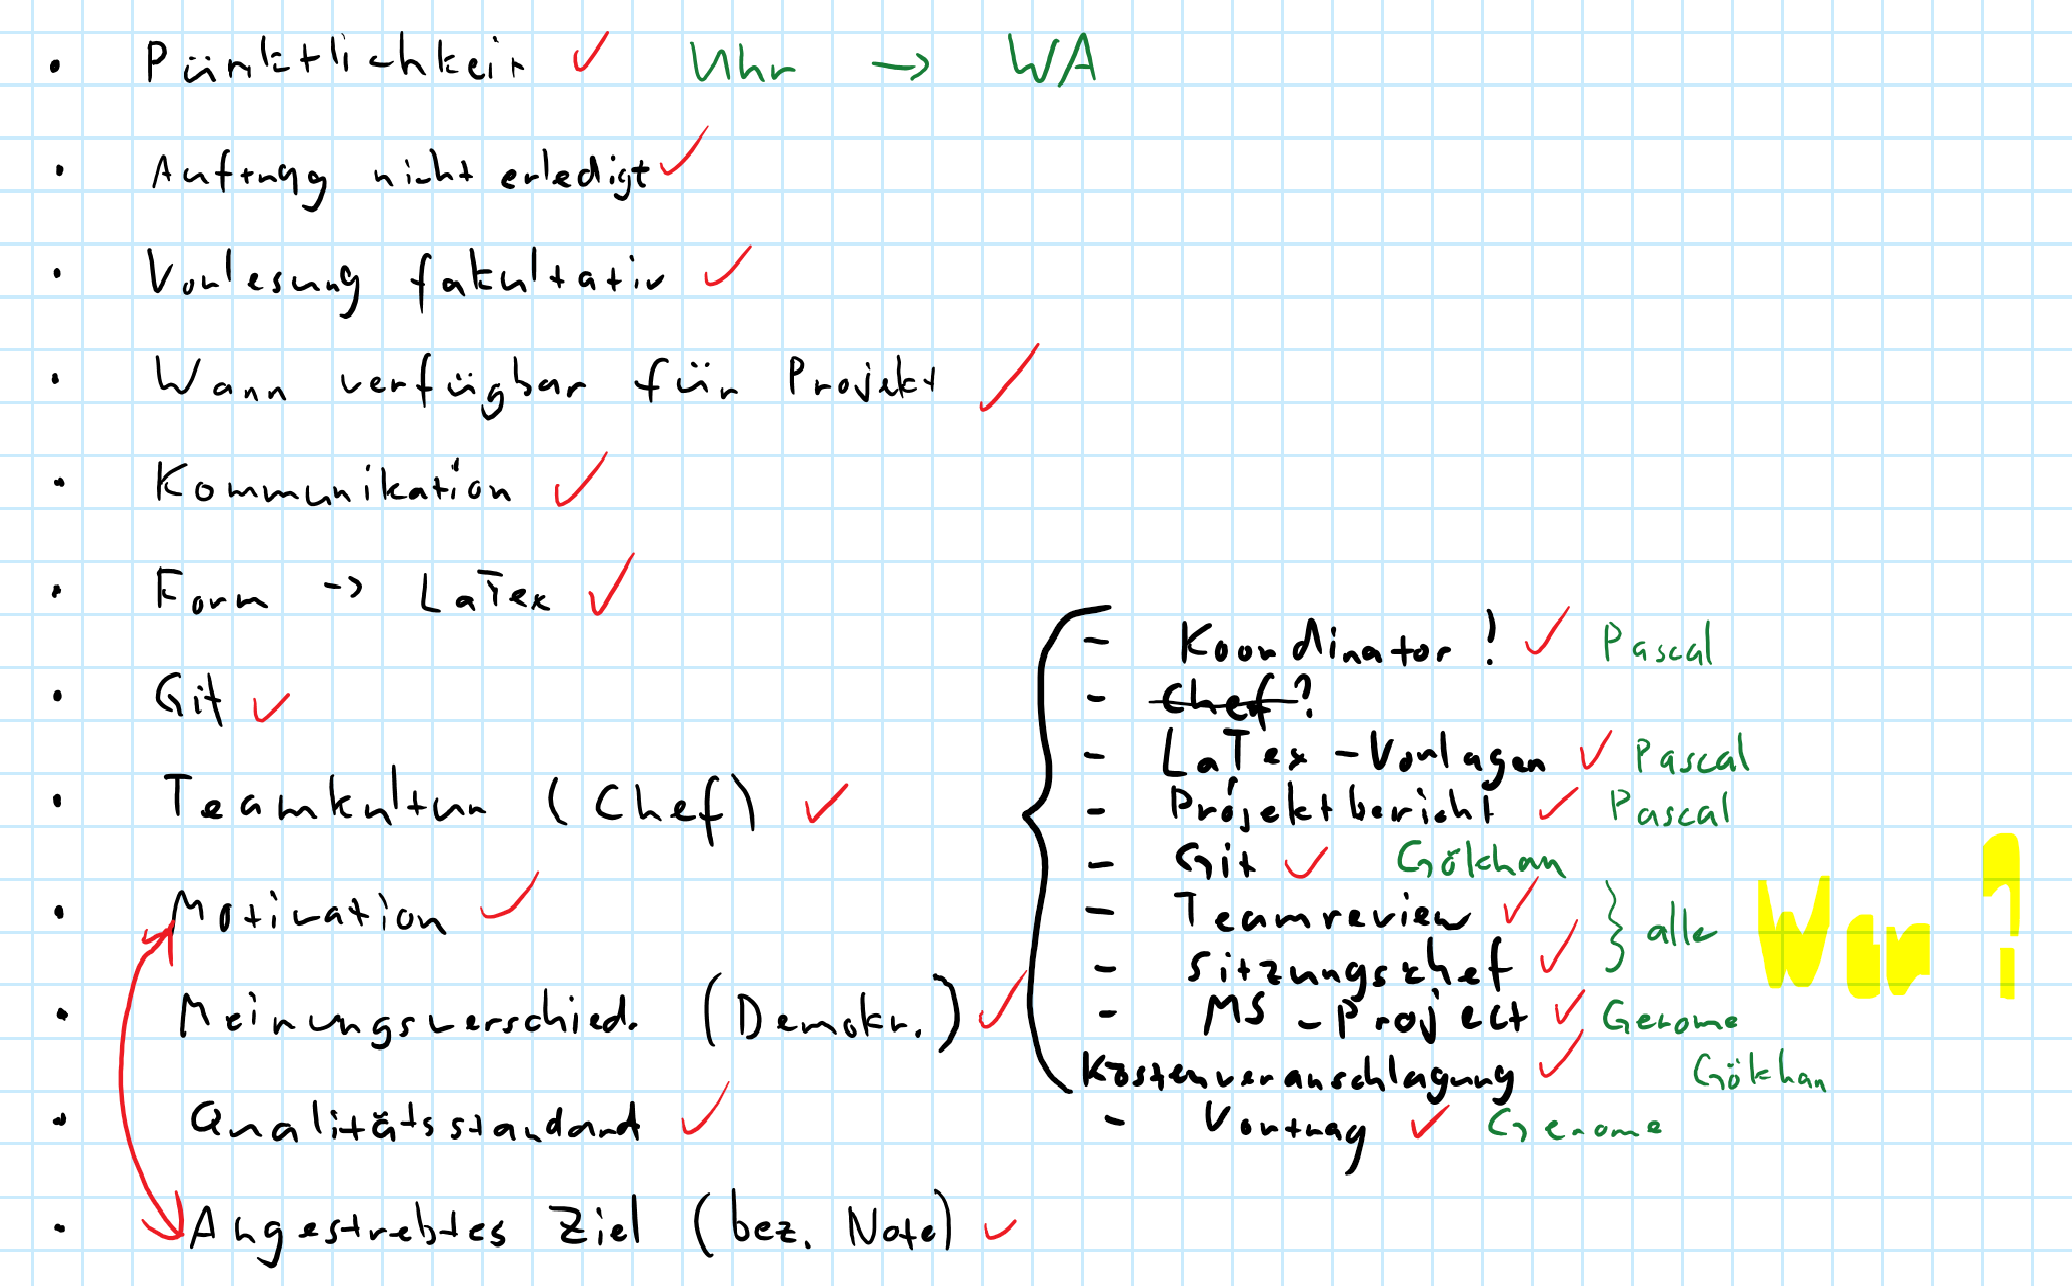 • Pünktlichkeit ✓ Uhr → WA
• Auftrag nicht erledigt ✓
• Vorlesung fakultativ ✓
• Wann verfügbar für Projekt ✓
• Kommunikation ✓
• Form -> LaTex ✓
• Git ✓
• Teamkultur (Chef) ✓
• Motivation ✓
• Meinungsverschied. (Demokr.) ✓
• Qualitätsstandard ✓
• Angestrebtes Ziel (bez. Note) ✓
- Koordinator ! ✓ Pascal
- Chef ?
- LaTex - Vorlagen ✓ Pascal
- Projektbericht ✓ Pascal
- Git ✓ Gökhan
- Teamreview ✓
- Sitzungschef ✓ } alle
- MS - Project ✓ Gerome
Kostenveranschlagung ✓ Gökhan
- Vortrag ✓ Gerome
Wer ?